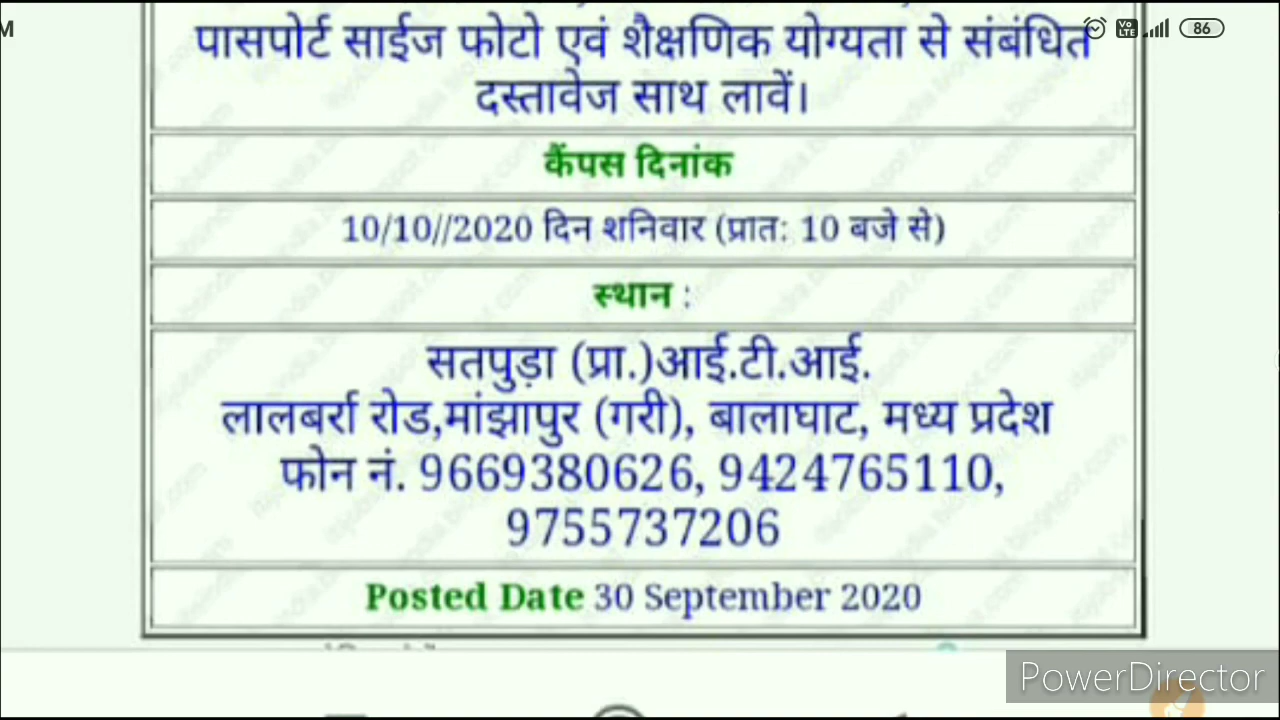 M
86
पासपोर्ट साईज फोटो एवं शैक्षणिक योग्यता से संबंधित
दस्तावेज साथ लावें।
कैंपस दिनांक
10/10//2020 दिन शनिवार (प्रात: 10 बजे से)
स्थान :
सतपुड़ा (प्रा.)आई.टी.आई.
लालबर्रा रोड,मांझापुर (गरी), बालाघाट, मध्य प्रदेश
फोन नं. 9669380626, 9424765110,
9755737206
Posted Date 30 September 2020
PowerDirector